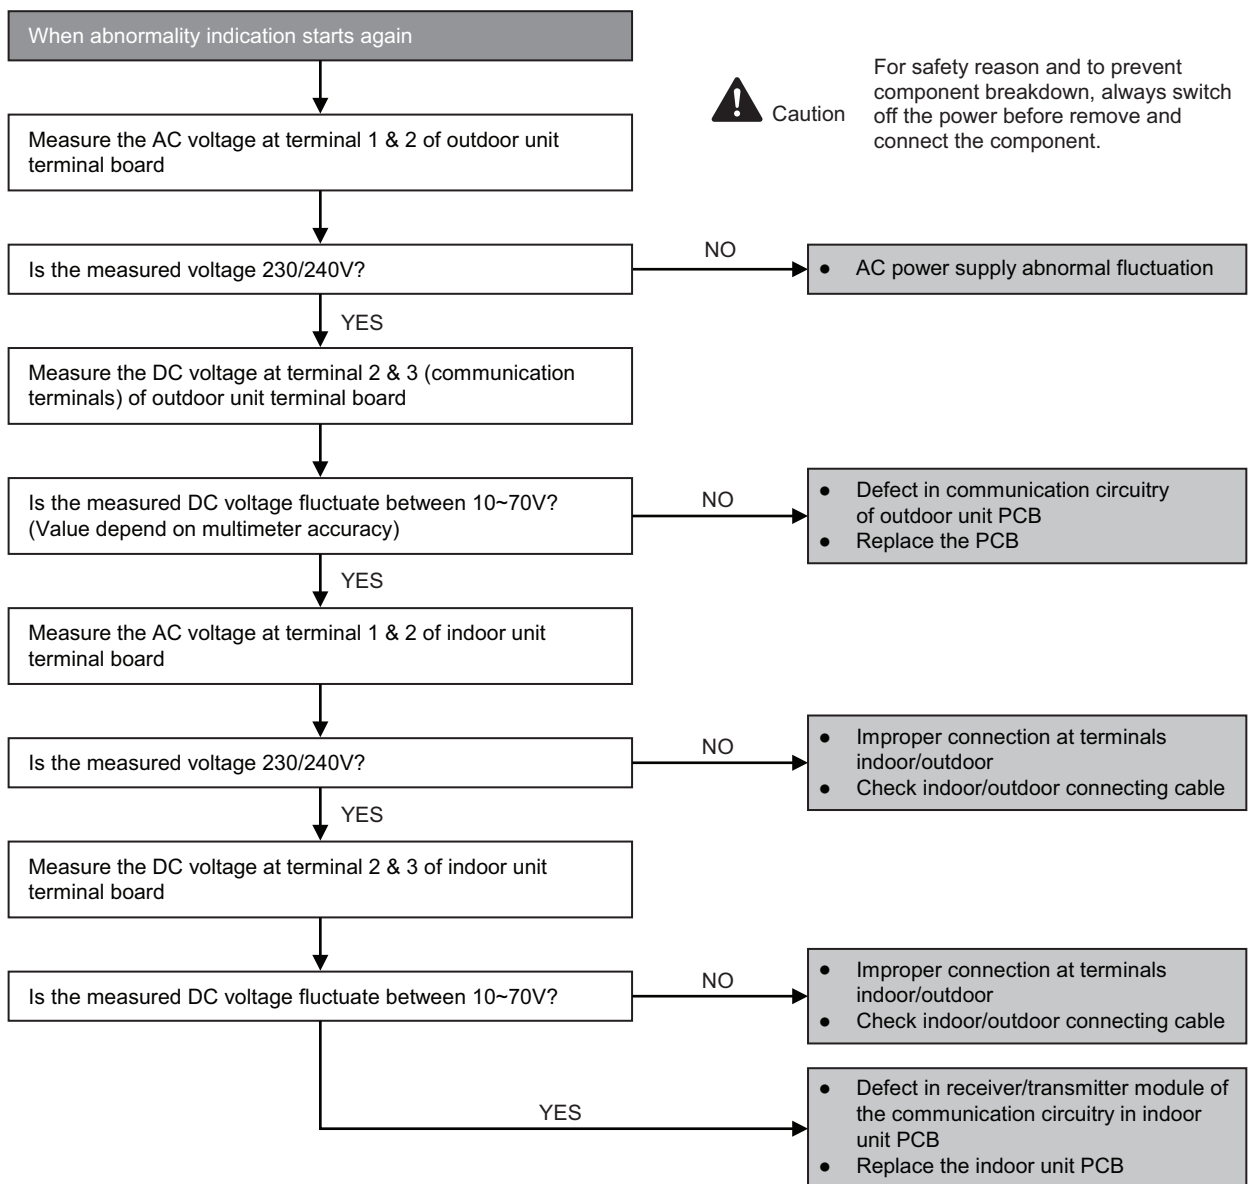 When abnormality indication starts again
Caution
For safety reason and to prevent
component breakdown, always switch
off the power before remove and
connect the component.
Measure the AC voltage at terminal 1 & 2 of outdoor unit
terminal board
Is the measured voltage 230/240V?
NO
● AC power supply abnormal fluctuation
YES
Measure the DC voltage at terminal 2 & 3 (communication
terminals) of outdoor unit terminal board
Is the measured DC voltage fluctuate between 10~70V?
(Value depend on multimeter accuracy)
NO
● Defect in communication circuitry
of outdoor unit PCB
● Replace the PCB
YES
Measure the AC voltage at terminal 1 & 2 of indoor unit
terminal board
Is the measured voltage 230/240V?
NO
● Improper connection at terminals
indoor/outdoor
● Check indoor/outdoor connecting cable
YES
Measure the DC voltage at terminal 2 & 3 of indoor unit
terminal board
Is the measured DC voltage fluctuate between 10~70V?
NO
● Improper connection at terminals
indoor/outdoor
● Check indoor/outdoor connecting cable
YES
● Defect in receiver/transmitter module of
the communication circuitry in indoor
unit PCB
● Replace the indoor unit PCB